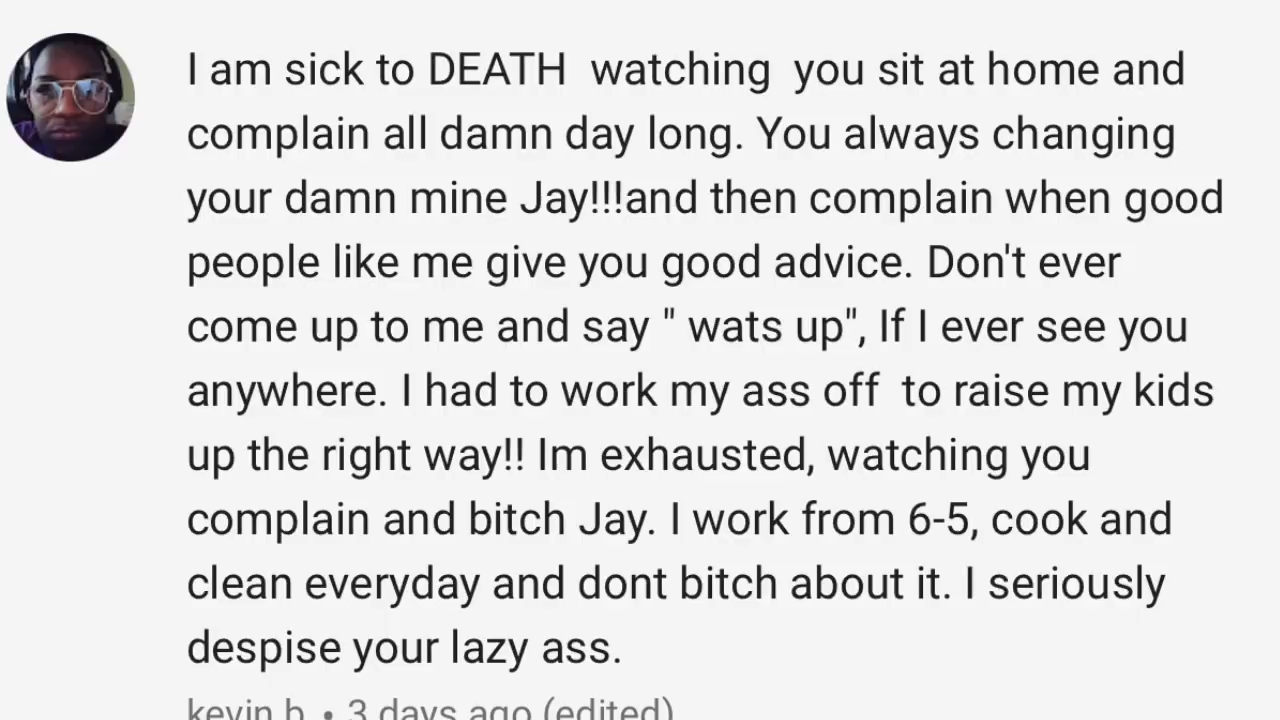 I am sick to DEATH  watching  you sit at home and
complain all damn day long. You always changing
your damn mine Jay!!!and then complain when good
people like me give you good advice. Don't ever
come up to me and say " wats up", If I ever see you
anywhere. I had to work my ass off  to raise my kids
up the right way!! Im exhausted, watching you
complain and bitch Jay. I work from 6-5, cook and
clean everyday and dont bitch about it. I seriously
despise your lazy ass.
kevin b • 3 days ago (edited)